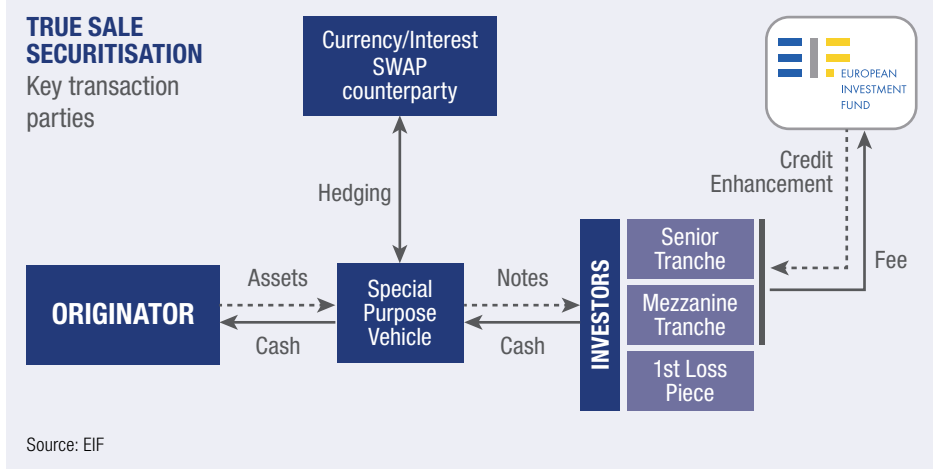 TRUE SALE
SECURITISATION
Key transaction
parties
Currency/Interest
SWAP
counterparty
EIF
EUROPEAN
INVESTMENT
FUND
Credit
Enhancement
Hedging
Fee
ORIGINATOR
Assets
Cash
Special
Purpose
Vehicle
Notes
Cash
INVESTORS
Senior
Tranche
Mezzanine
Tranche
1st Loss
Piece
Source: EIF